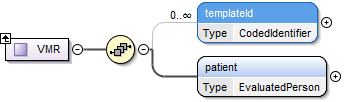 VMR
0..∞
templateId
Type CodedIdentifier
patient
Type EvaluatedPerson